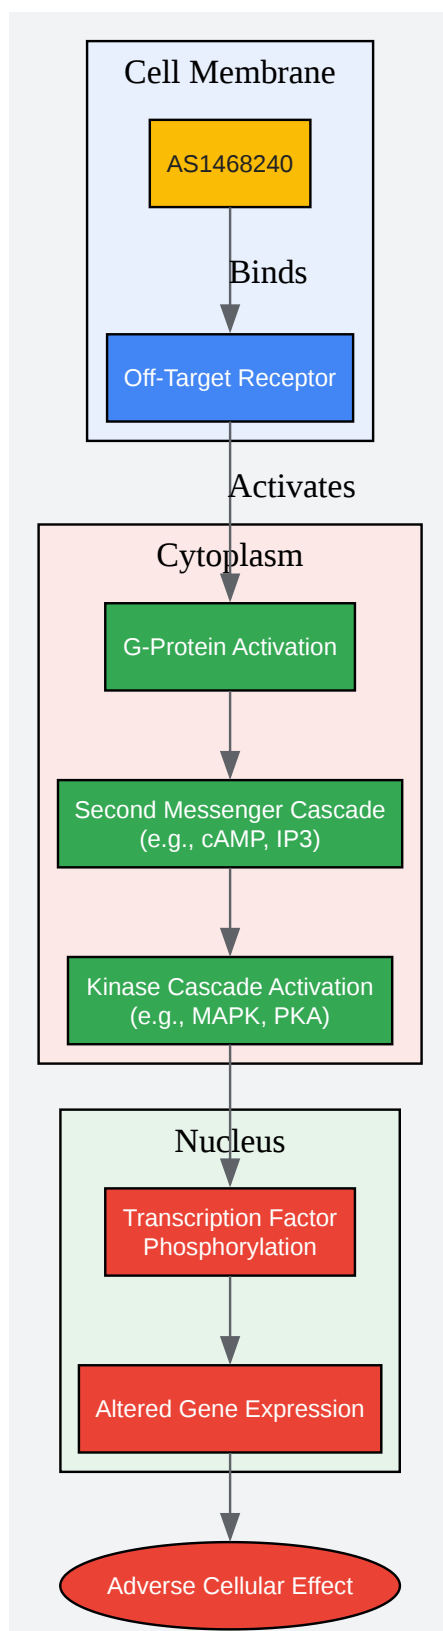 Cell Membrane
AS1468240
Binds
Off-Target Receptor
Activates
Cytoplasm
G-Protein Activation
Second Messenger Cascade
(e.g., cAMP, IP3)
Kinase Cascade Activation
(e.g., MAPK, PKA)
Nucleus
Transcription Factor
Phosphorylation
Altered Gene Expression
Adverse Cellular Effect